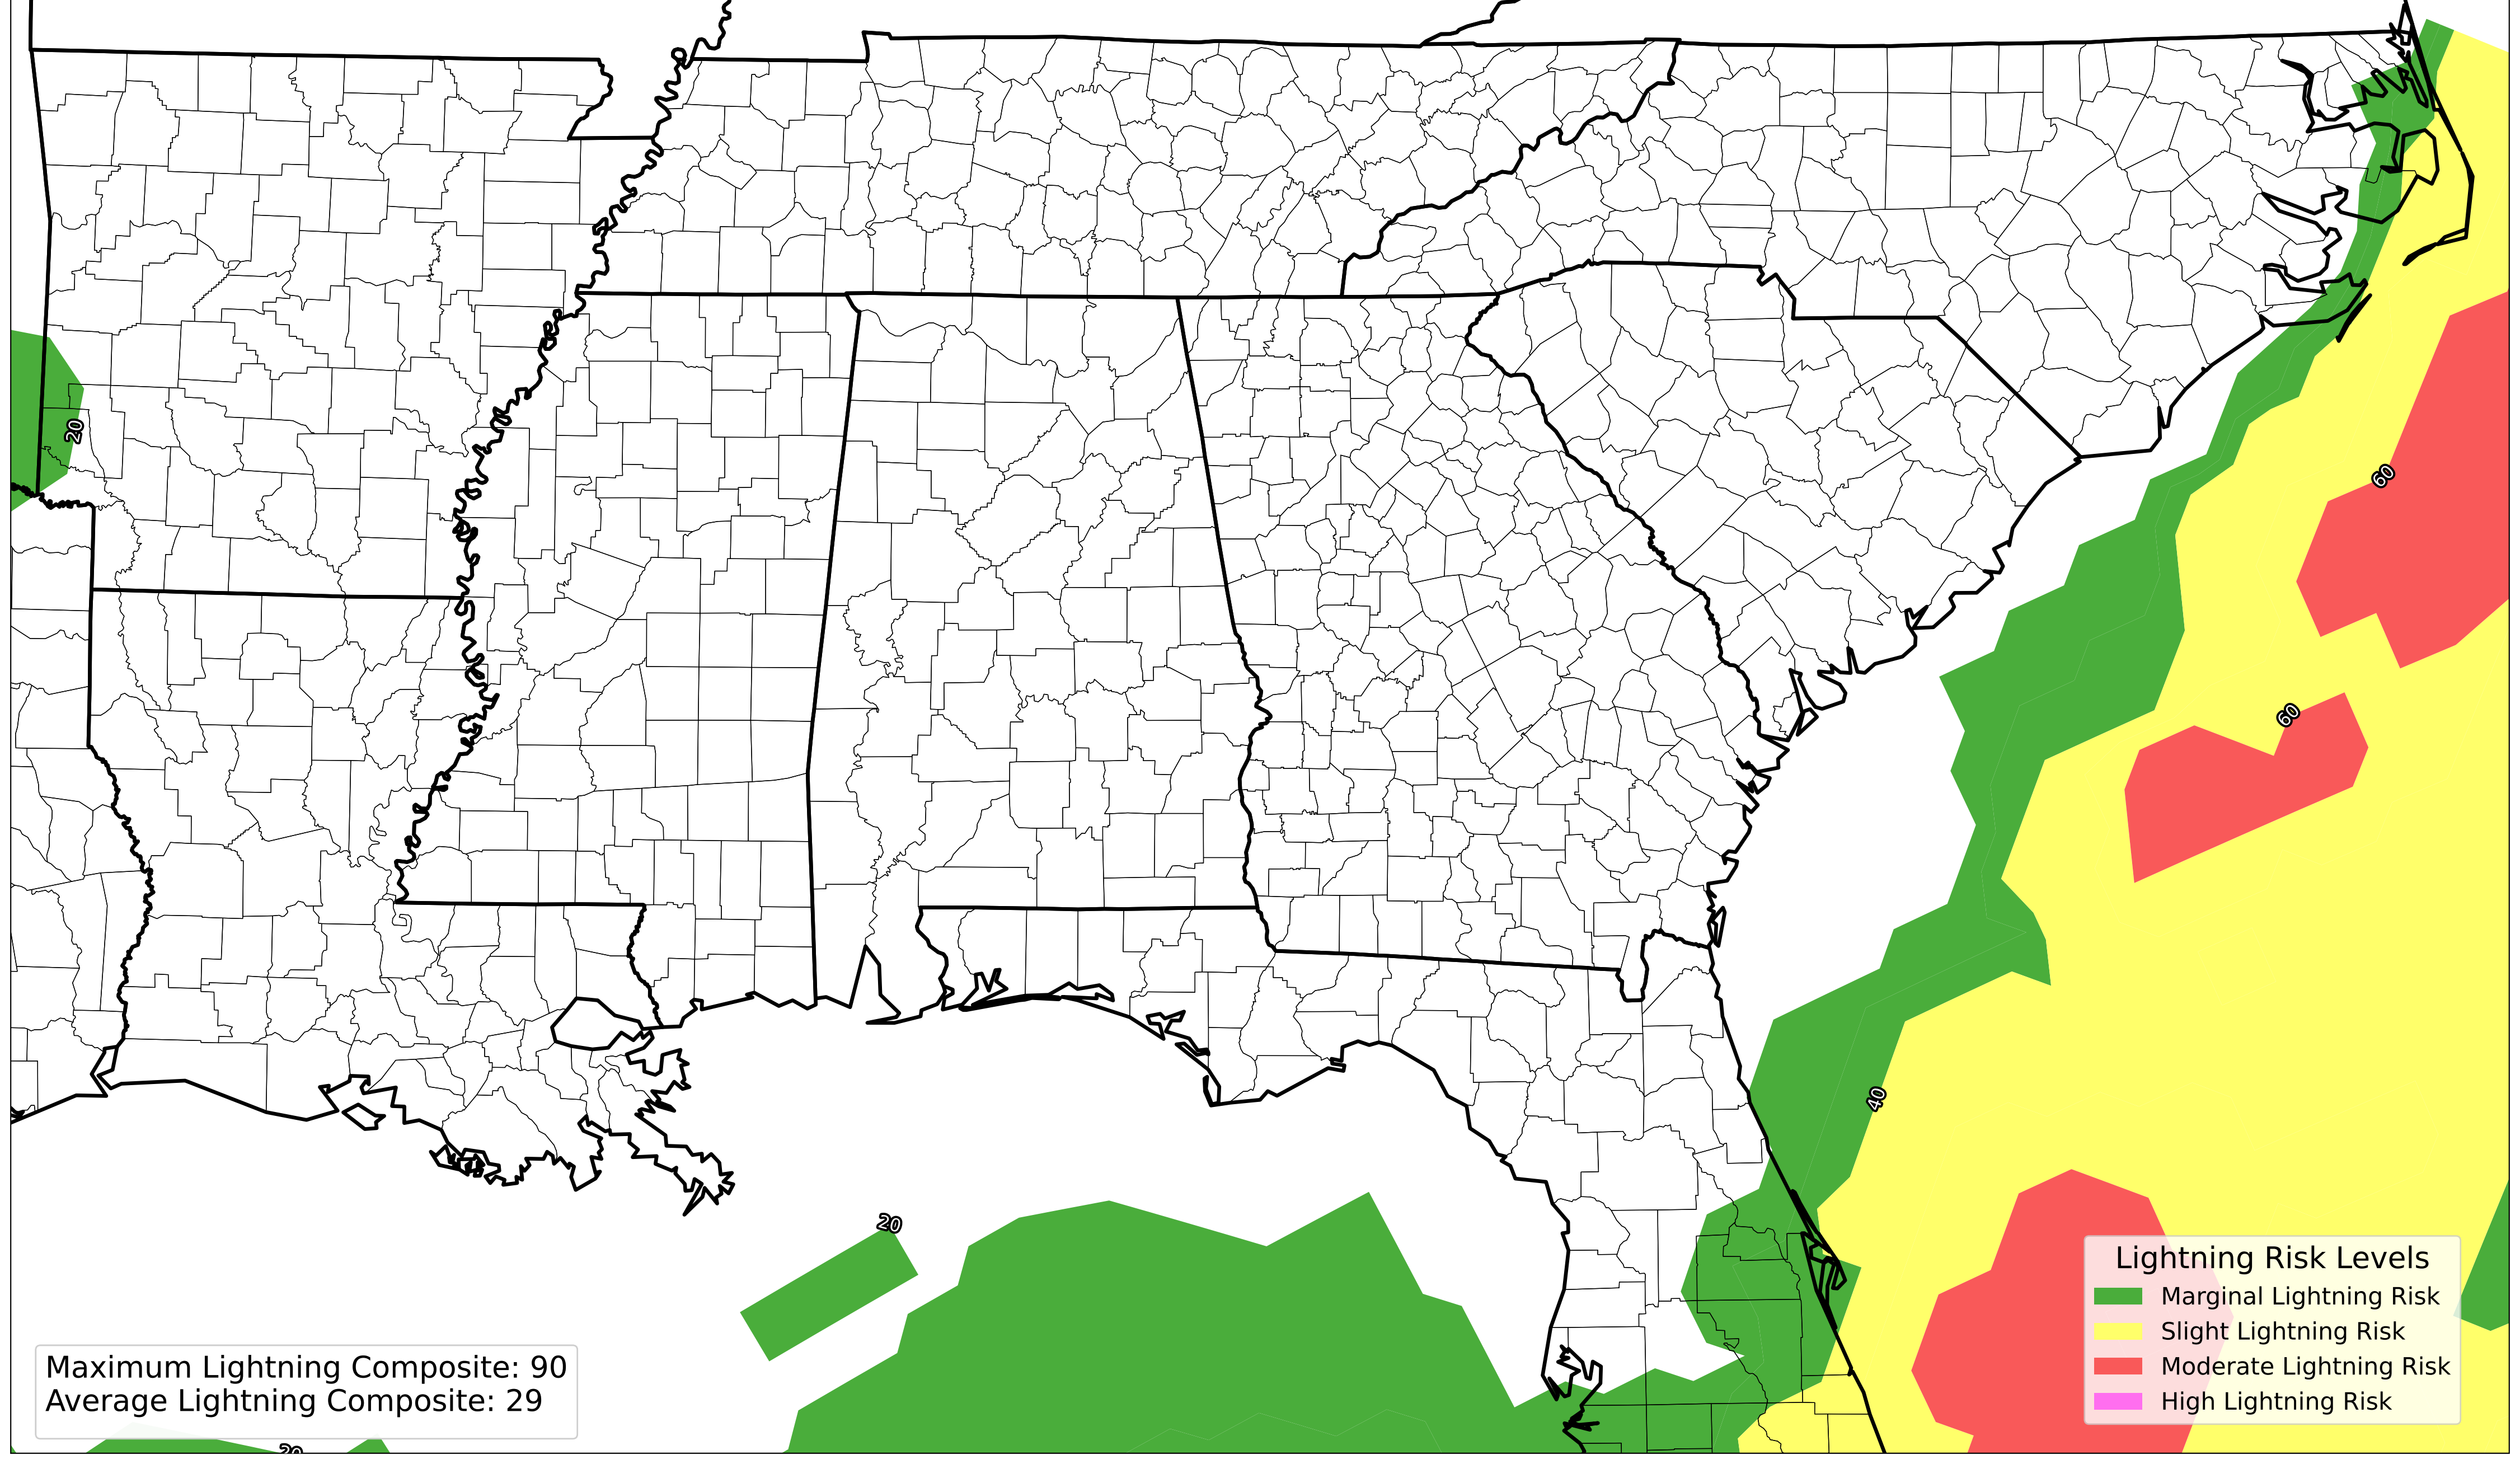 20
60
60
40
20
Lightning Risk Levels
Marginal Lightning Risk
Slight Lightning Risk
Moderate Lightning Risk
High Lightning Risk
Maximum Lightning Composite: 90
Average Lightning Composite: 29
20